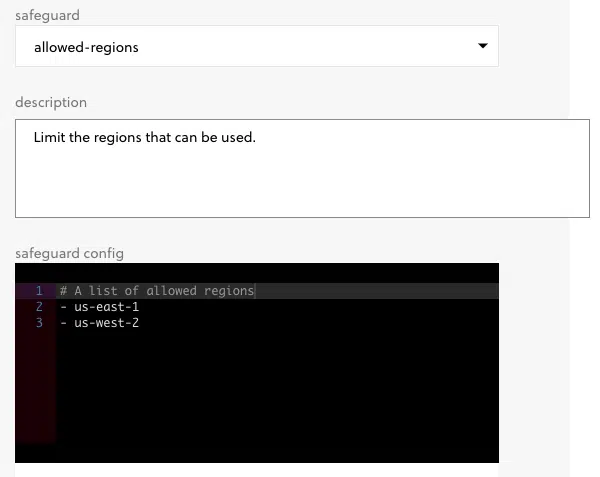 safeguard
allowed-regions
description
Limit the regions that can be used.
safeguard config
1 # A list of allowed regions
2 - us-east-1
3 - us-west-2